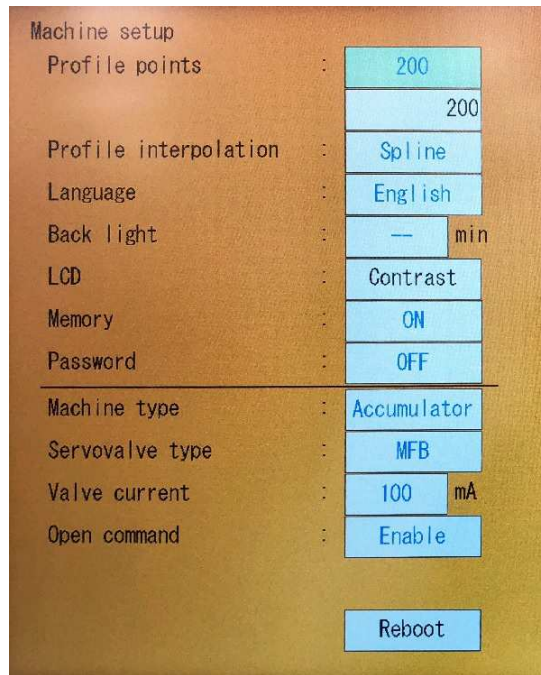 Machine setup
Profile points : 200
200
Profile interpolation : Spline
Language : English
Back light : -- min
LCD : Contrast
Memory : ON
Password : OFF
Machine type : Accumulator
Servovalve type : MFB
Valve current : 100 mA
Open command : Enable
Reboot